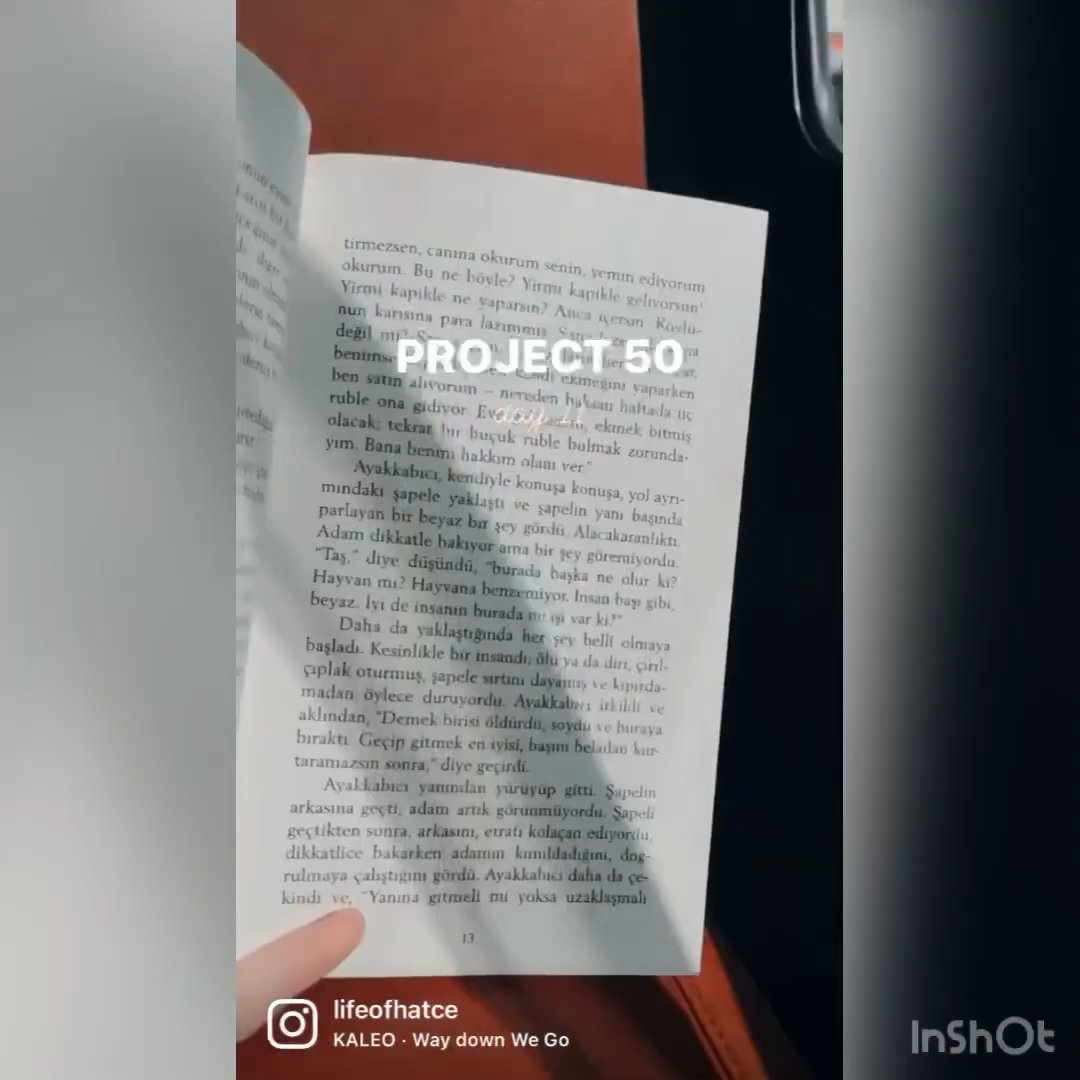 tirmezsen, canına okurum senin, yemin ediyorum
okurum. Bu ne böyle? Yirmi kapikle geliyorsun!
Yirmi kapikle ne yaparsın? Anca içersin. Köylü-
nun karısına para lazımmış.
değil mi?
PROJECT 50
ekmeğini yaparken
ben satın alıyorum – nereden baksan haftada üç
day 11
ruble ona gidiyor. ekmek bitmiş
olacak; tekrar bir buçuk ruble bulmak zorunda-
yım. Bana benim hakkım olanı ver."
Ayakkabıcı, kendiyle konuşa konuşa, yol ayrı-
mındaki şapele yaklaştı ve şapelin yanı başında
parlayan bir beyaz bir şey gördü. Alacakaranlıktı.
Adam dikkatle bakıyor ama bir şey göremiyordu.
"Taş," diye düşündü, "burada başka ne olur ki?
Hayvan mı? Hayvana benzemiyor. İnsan başı gibi,
beyaz. İyi de insanın burada ne işi var ki?"
Daha da yaklaştığında her şey belli olmaya
başladı. Kesinlikle bir insandı, ölü ya da diri, çırıl-
çıplak oturmuş, şapele sırtını dayamış ve kıpırda-
madan öylece duruyordu. Ayakkabıcı irkildi ve
aklından, "Demek birisi öldürdü, soydu ve buraya
bıraktı. Geçip gitmek en iyisi, başını beladan kur-
taramazsın sonra," diye geçirdi.
Ayakkabıcı yanından yürüyüp gitti. Şapelin
arkasına geçti, adam artık görünmüyordu. Şapeli
geçtikten sonra, arkasını, etrafı kolaçan ediyordu,
dikkatlice bakarken adamın kımıldadığını, doğ-
rulmaya çalıştığını gördü. Ayakkabıcı daha da çe-
kindi ve, "Yanına gitmeli mi yoksa uzaklaşmalı
13
lifeofhatce
KALEO · Way down We Go
InShOt